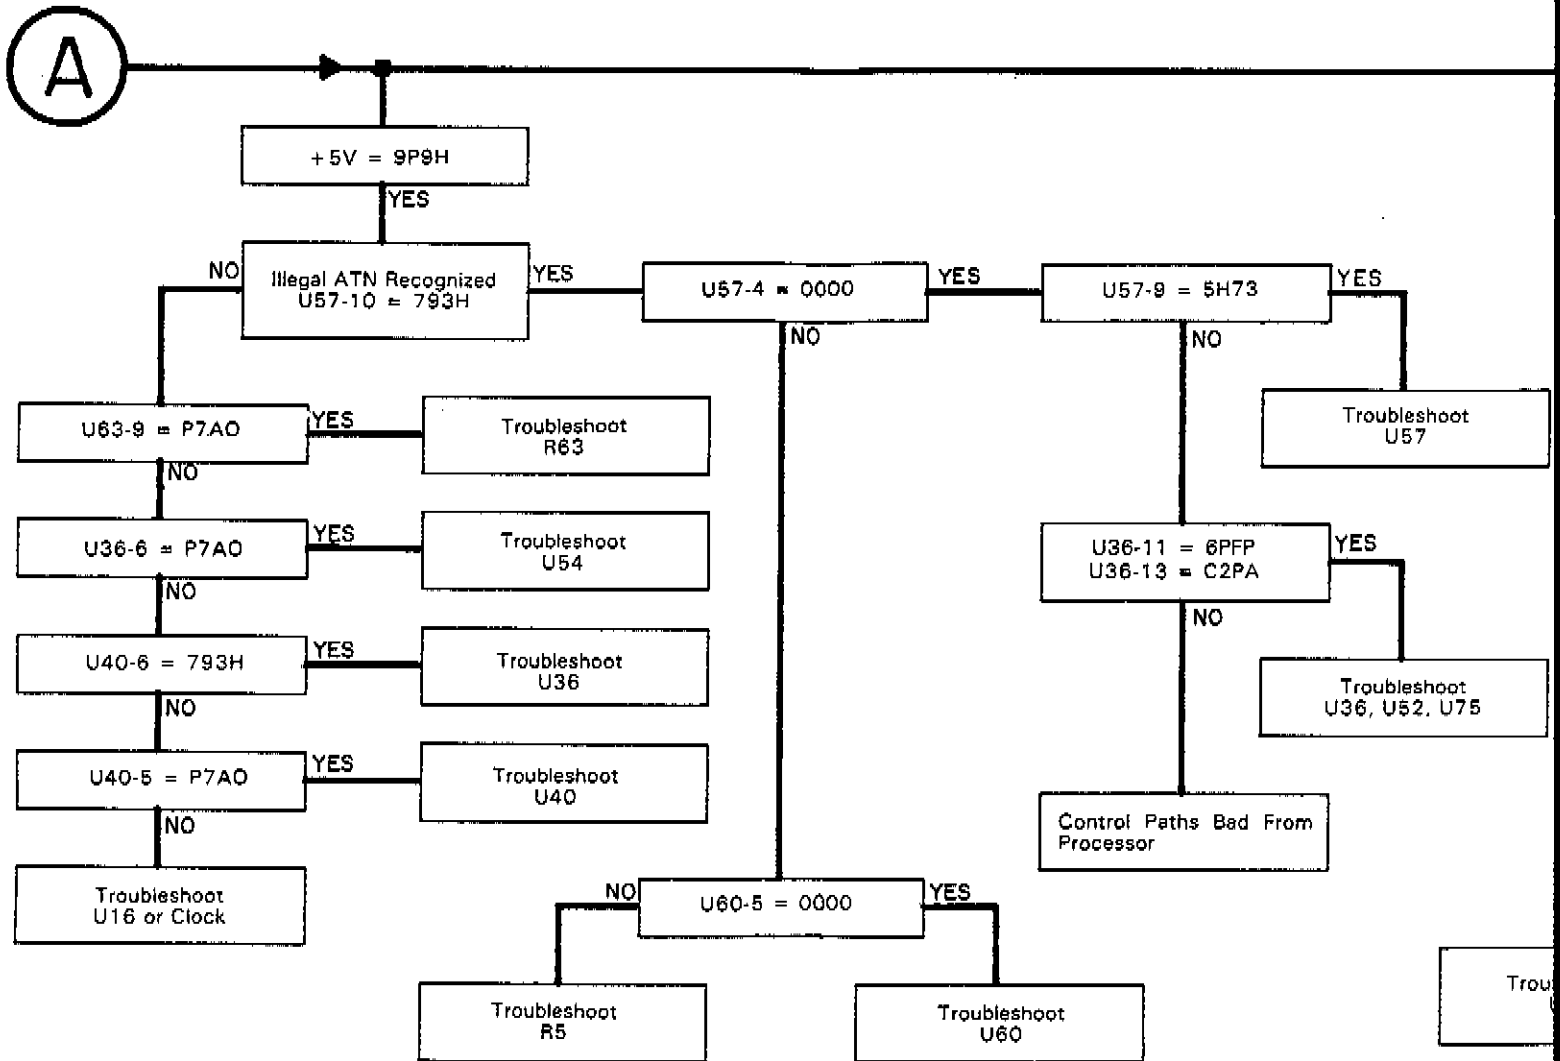 A
+5V = 9P9H
YES
NO
Illegal ATN Recognized
U57-10 = 793H
YES
U57-4 = 0000
YES
NO
U57-9 = 5H73
YES
NO
U63-9 = P7AO
YES
NO
Troubleshoot
R63
Troubleshoot
U57
U36-6 = P7AO
YES
NO
Troubleshoot
U54
U36-11 = 6PFP
U36-13 = C2PA
YES
NO
U40-6 = 793H
YES
NO
Troubleshoot
U36
Troubleshoot
U36, U52, U75
U40-5 = P7AO
YES
NO
Troubleshoot
U40
Control Paths Bad From
Processor
Troubleshoot
U16 or Clock
NO
U60-5 = 0000
YES
Troubleshoot
R5
Troubleshoot
U60
Trou